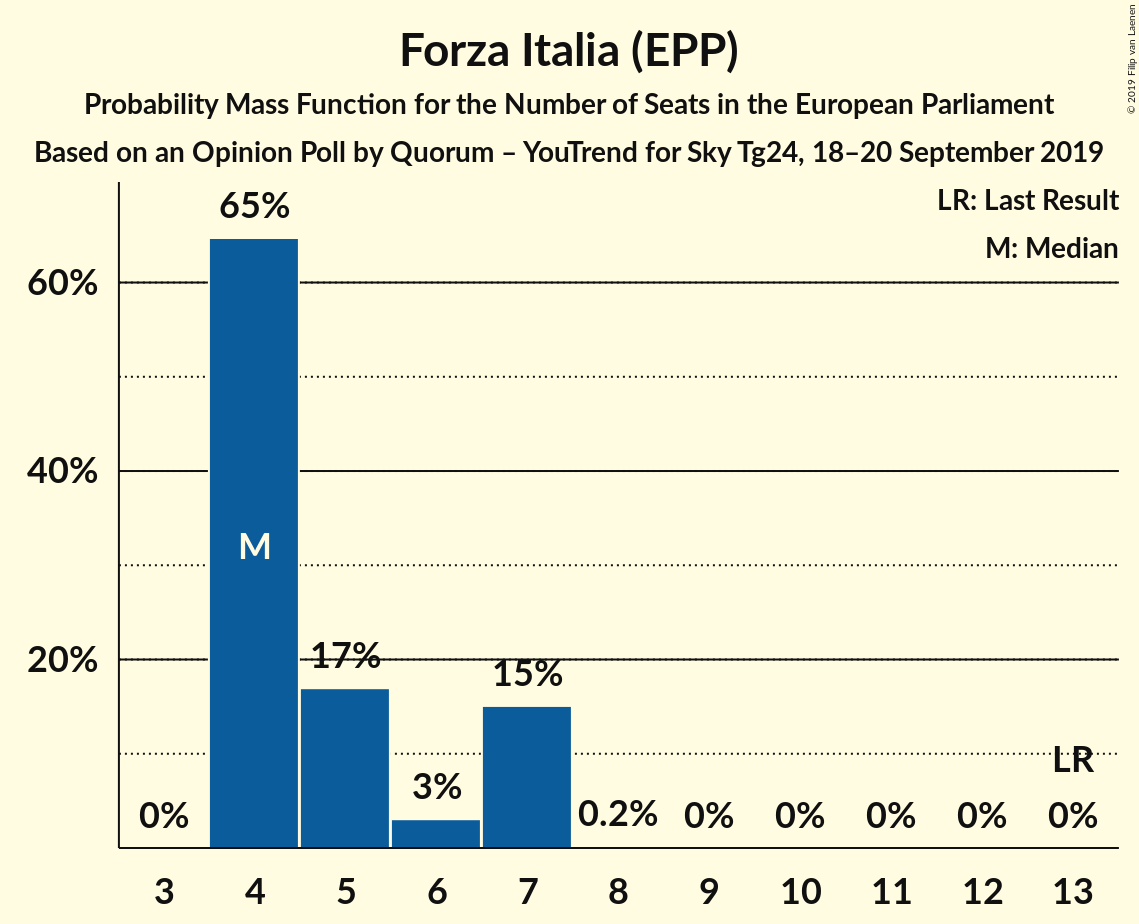 Forza Italia (EPP)
Probability Mass Function for the Number of Seats in the European Parliament
Based on an Opinion Poll by Quorum – YouTrend for Sky Tg24, 18–20 September 2019
© 2019 Filip van Laenen
LR: Last Result
M: Median
60%
40%
20%
0%
65%
M
17%
3%
15%
0.2%
0%
0%
0%
0%
LR
0%
3 4 5 6 7 8 9 10 11 12 13